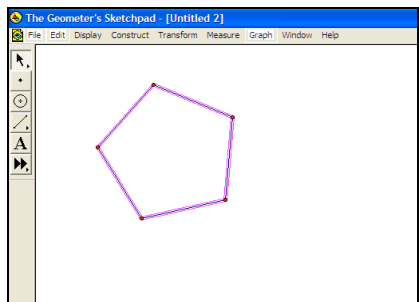 The Geometer's Sketchpad - [Untitled 2]
File Edit Display Construct Transform Measure Graph Window Help
A